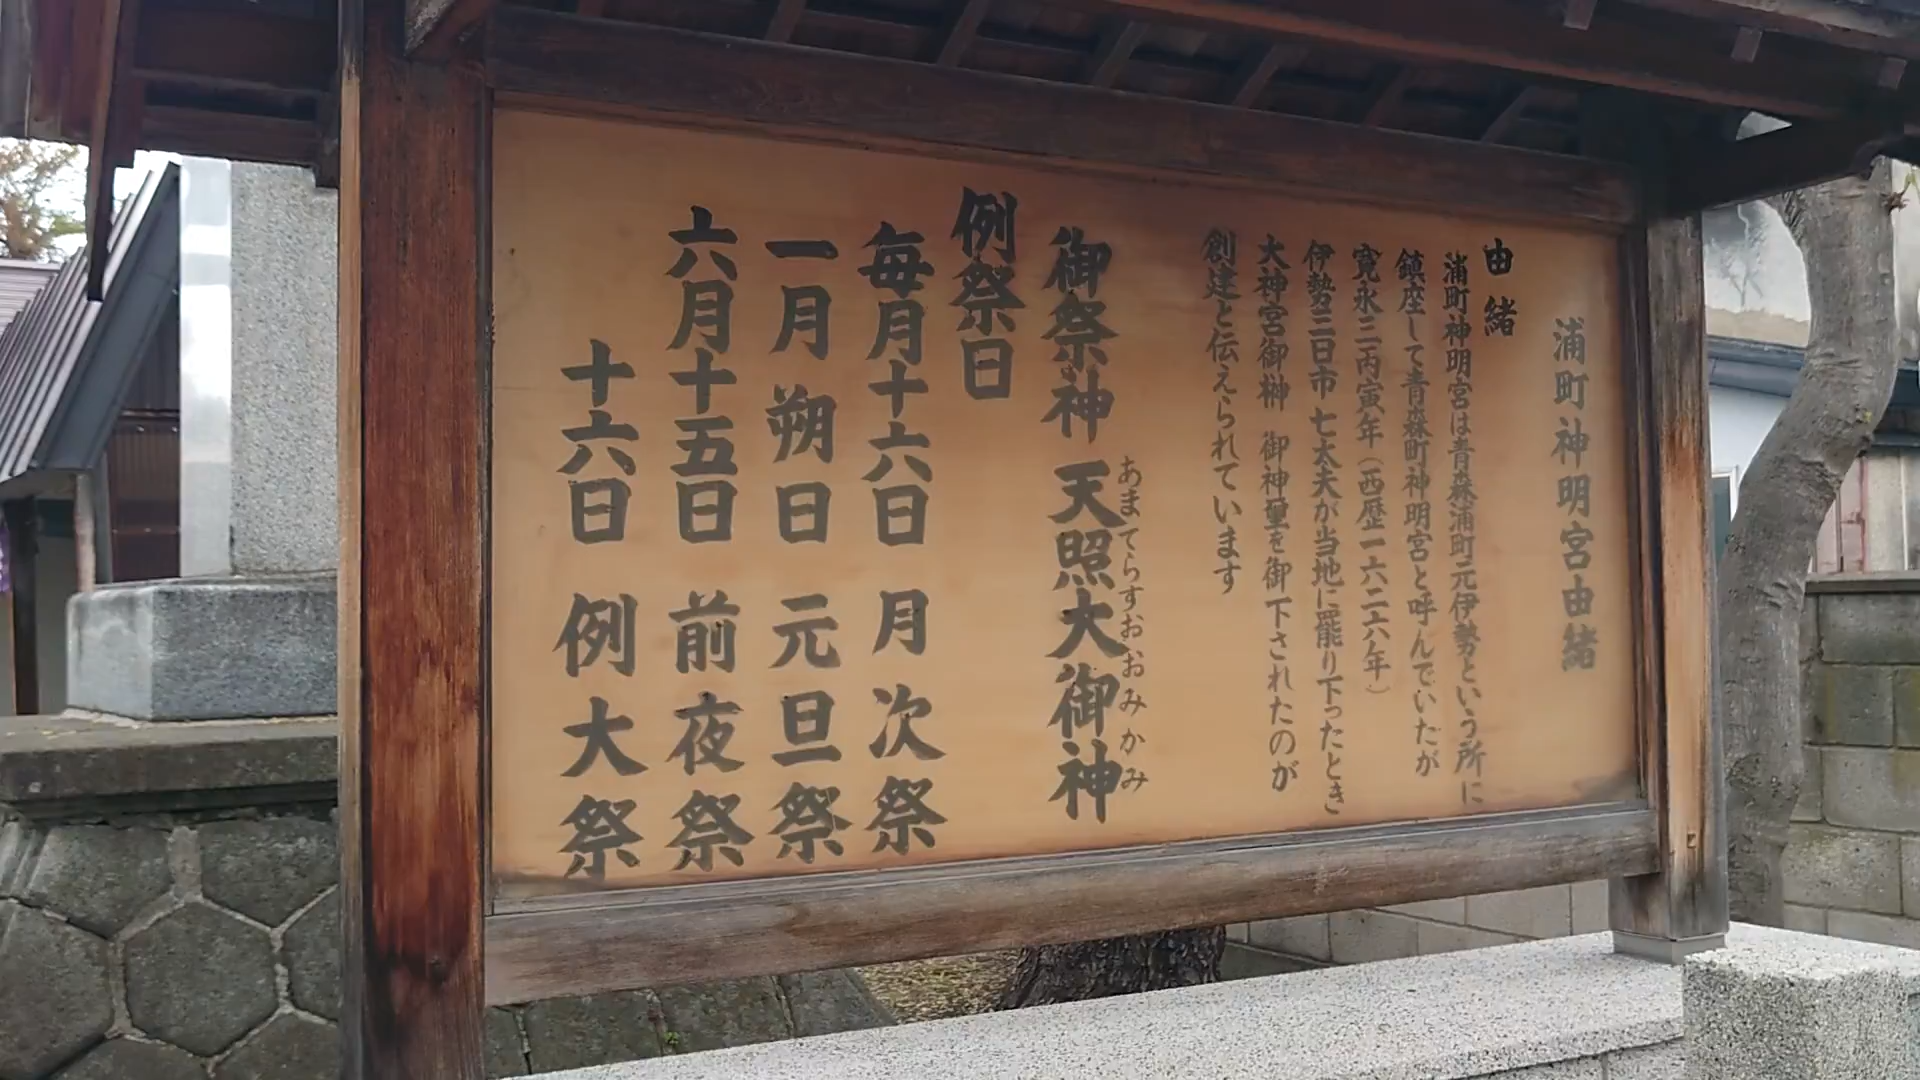 浦町神明宮由緒
由緒
浦町神明宮は青森浦町元伊勢という所に
鎮座して青森町神明宮と呼んでいたが
寛永三丙寅年（西歴一六二六年）
伊勢三日市 七太夫が当地に罷り下ったとき
大神宮御榊 御神璽を御下されたのが
創建と伝えられています
御祭神 天照大御神
あまてらすおおみかみ
例祭日
毎月十六日 月次祭
一月朔日 元旦祭
六月十五日 前夜祭
十六日 例大祭